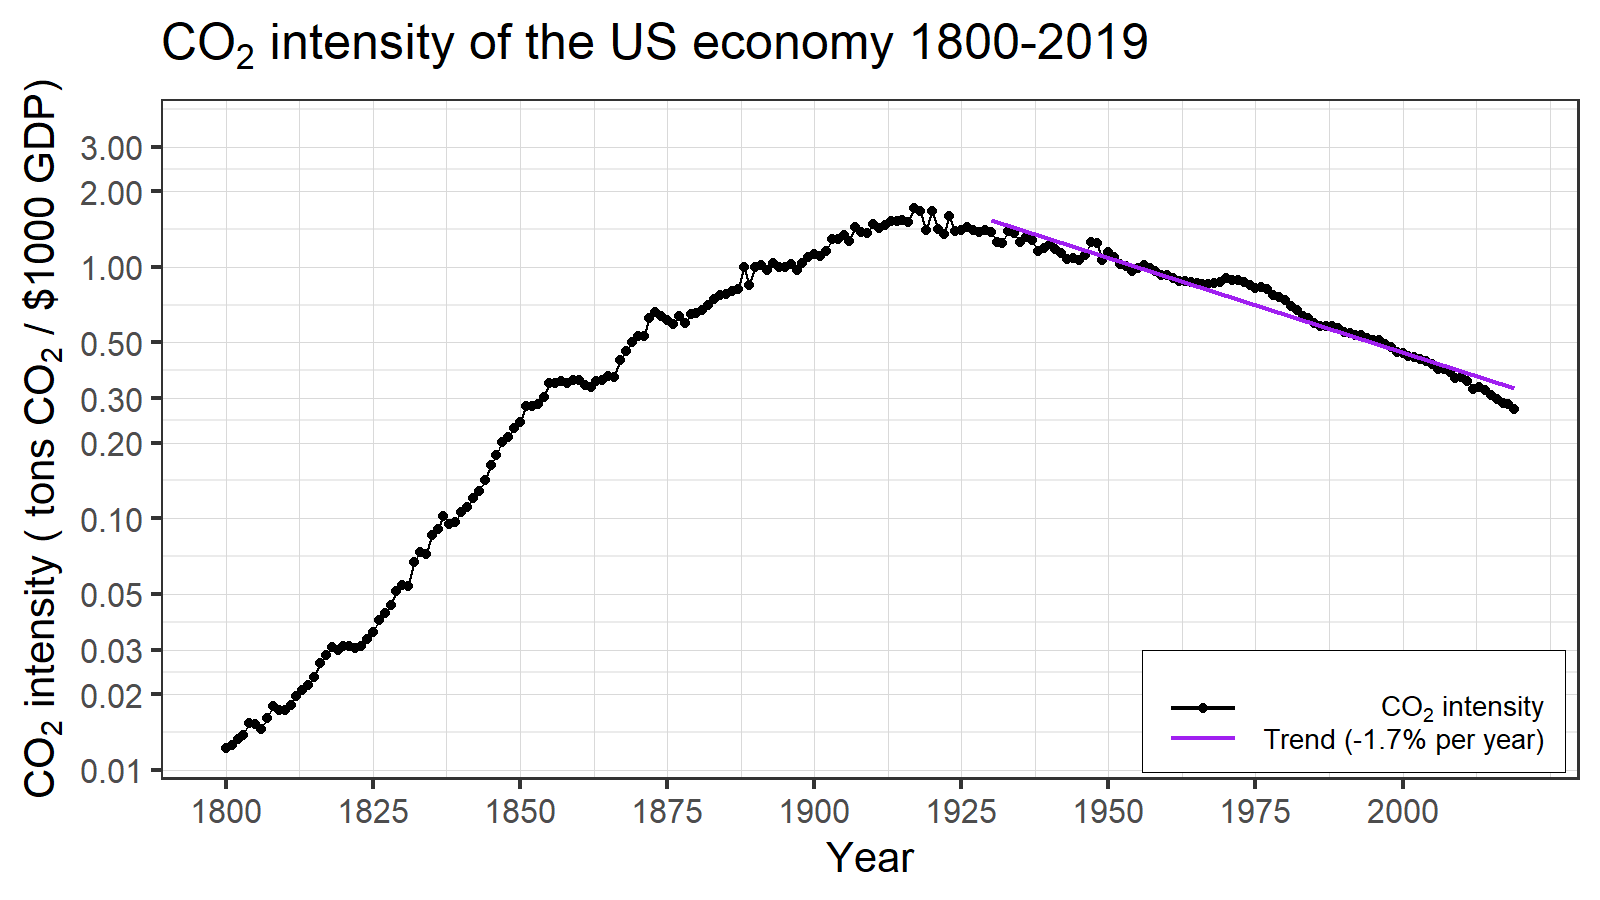 CO₂ intensity of the US economy 1800-2019
CO₂ intensity ( tons CO₂ / $1000 GDP)
3.00
2.00
1.00
0.50
0.30
0.20
0.10
0.05
0.03
0.02
0.01
CO₂ intensity
Trend (-1.7% per year)
1800 1825 1850 1875 1900 1925 1950 1975 2000
Year